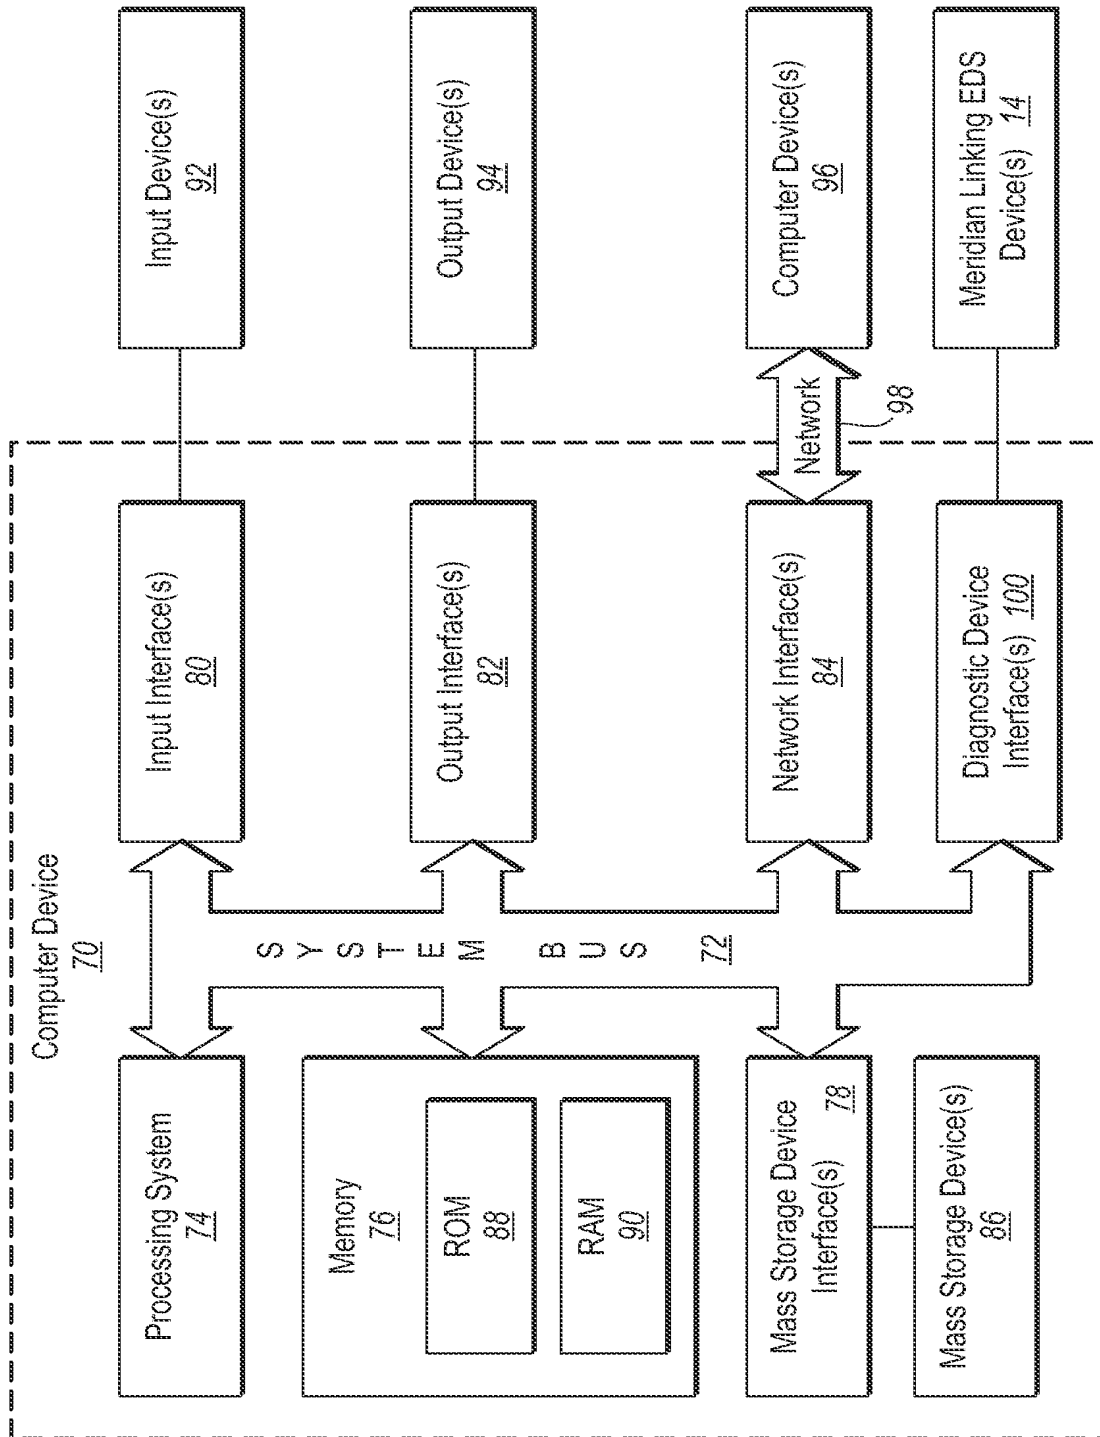 Computer Device
70
Processing System
74
Memory
76
ROM
88
RAM
90
Mass Storage Device
Interface(s) 78
Mass Storage Device(s)
86
SYSTEM BUS 72
Input Interface(s)
80
Output Interface(s)
82
Network Interface(s)
84
Diagnostic Device
Interface(s) 100
Network
98
Input Device(s)
92
Output Device(s)
94
Computer Device(s)
96
Meridian Linking EDS
Device(s) 14